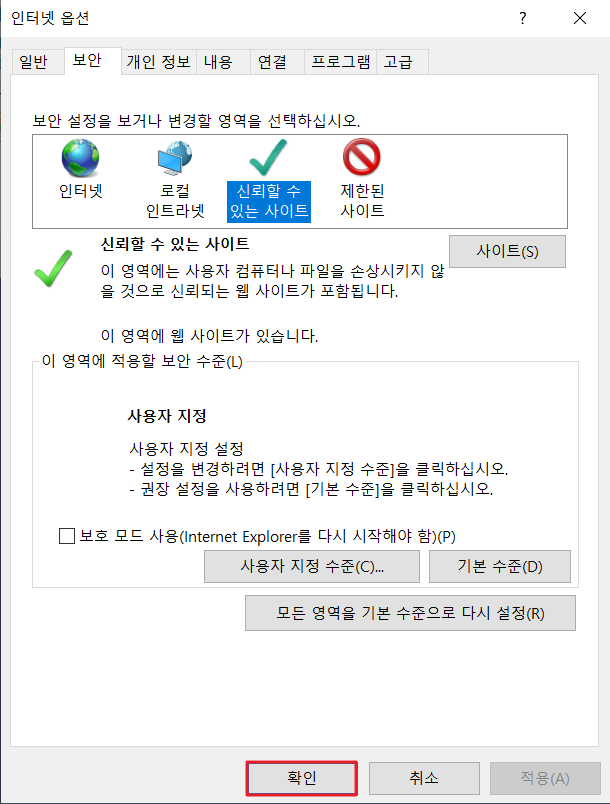 인터넷 옵션
?
일반 보안 개인 정보 내용 연결 프로그램 고급
보안 설정을 보거나 변경할 영역을 선택하십시오.
인터넷
로컬
인트라넷
신뢰할 수
있는 사이트
제한된
사이트
신뢰할 수 있는 사이트
사이트(S)
이 영역에는 사용자 컴퓨터나 파일을 손상시키지 않
을 것으로 신뢰되는 웹 사이트가 포함됩니다.
이 영역에 웹 사이트가 있습니다.
이 영역에 적용할 보안 수준(L)
사용자 지정
사용자 지정 설정
- 설정을 변경하려면 [사용자 지정 수준]을 클릭하십시오.
- 권장 설정을 사용하려면 [기본 수준]을 클릭하십시오.
보호 모드 사용(Internet Explorer를 다시 시작해야 함)(P)
사용자 지정 수준(C)... 기본 수준(D)
모든 영역을 기본 수준으로 다시 설정(R)
확인 취소 적용(A)